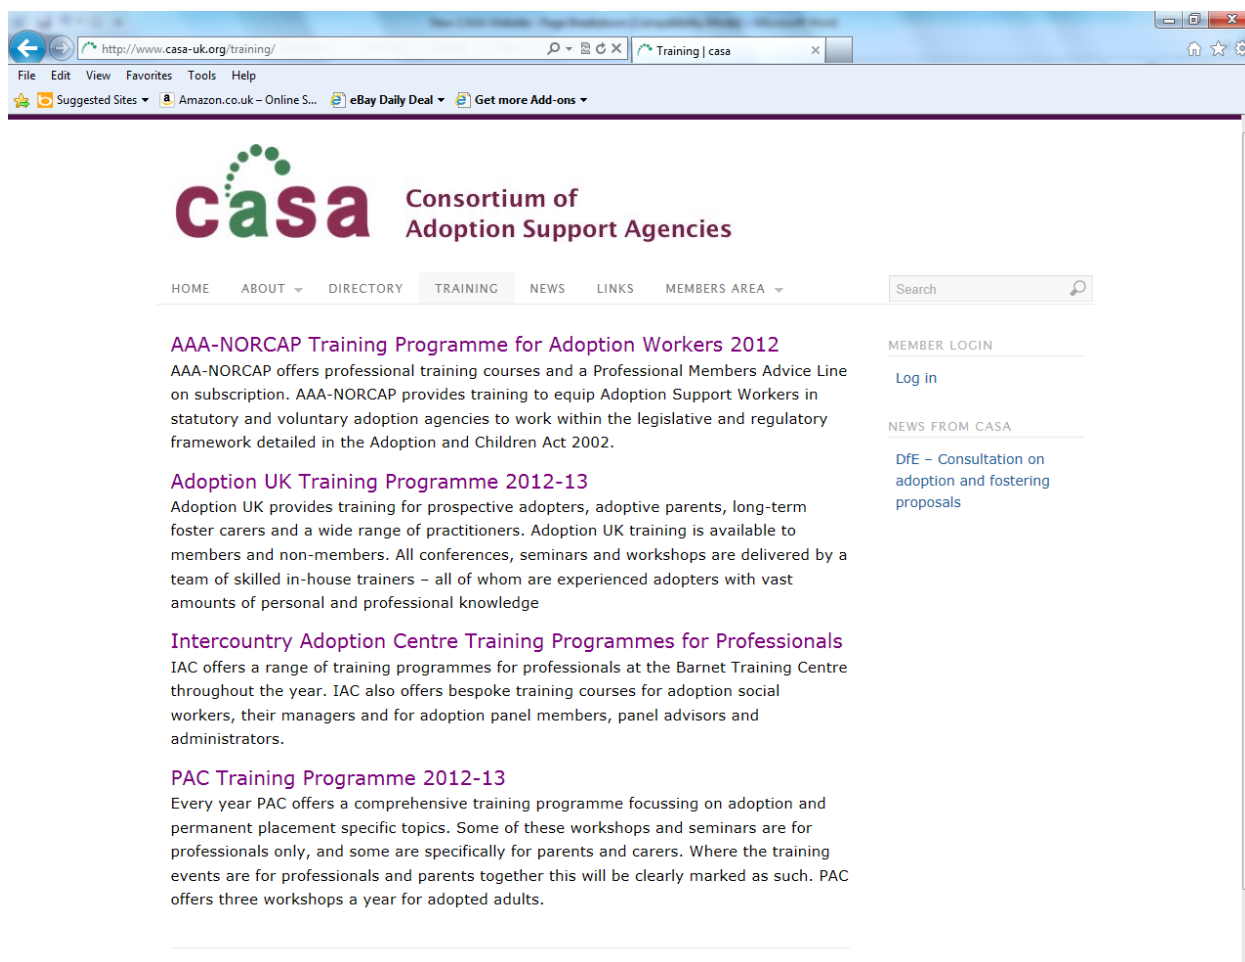 New CASA Website - Page Breakdown [Compatibility Mode] - Microsoft Word
http://www.casa-uk.org/training/
Training | casa
File Edit View Favorites Tools Help
Suggested Sites Amazon.co.uk – Online S... eBay Daily Deal Get more Add-ons
casa
Consortium of
Adoption Support Agencies
HOME ABOUT DIRECTORY TRAINING NEWS LINKS MEMBERS AREA Search
AAA-NORCAP Training Programme for Adoption Workers 2012
AAA-NORCAP offers professional training courses and a Professional Members Advice Line
on subscription. AAA-NORCAP provides training to equip Adoption Support Workers in
statutory and voluntary adoption agencies to work within the legislative and regulatory
framework detailed in the Adoption and Children Act 2002.
Adoption UK Training Programme 2012-13
Adoption UK provides training for prospective adopters, adoptive parents, long-term
foster carers and a wide range of practitioners. Adoption UK training is available to
members and non-members. All conferences, seminars and workshops are delivered by a
team of skilled in-house trainers – all of whom are experienced adopters with vast
amounts of personal and professional knowledge
Intercountry Adoption Centre Training Programmes for Professionals
IAC offers a range of training programmes for professionals at the Barnet Training Centre
throughout the year. IAC also offers bespoke training courses for adoption social
workers, their managers and for adoption panel members, panel advisors and
administrators.
PAC Training Programme 2012-13
Every year PAC offers a comprehensive training programme focussing on adoption and
permanent placement specific topics. Some of these workshops and seminars are for
professionals only, and some are specifically for parents and carers. Where the training
events are for professionals and parents together this will be clearly marked as such. PAC
offers three workshops a year for adopted adults.
MEMBER LOGIN
Log in
NEWS FROM CASA
DfE – Consultation on
adoption and fostering
proposals